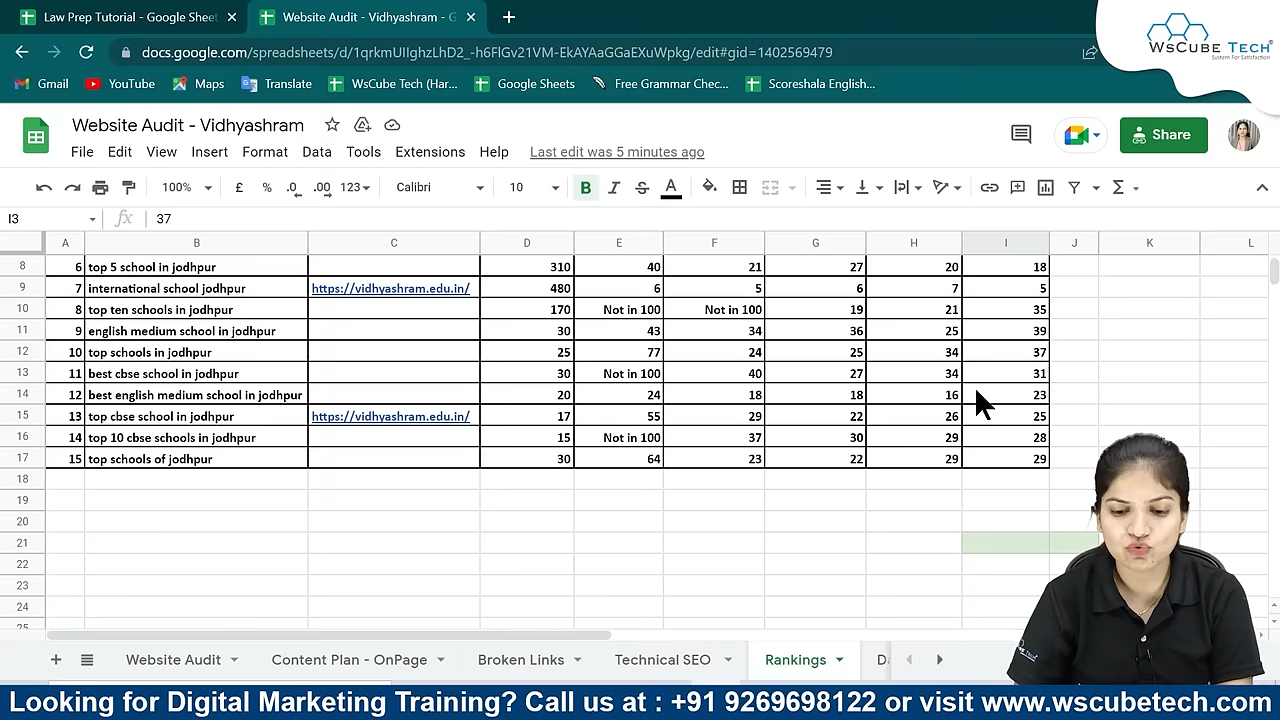 Law Prep Tutorial - Google Sheet
Website Audit - Vidhyashram - G
docs.google.com/spreadsheets/d/1qrkmUIlghzLhD2_-h6FlGv21VM-EkAYAaGGaEXuWpkg/edit#gid=1402569479
WsCube Tech
System For Satisfaction
Gmail YouTube Maps Translate WsCube Tech (Har... Google Sheets Free Grammar Chec... Scoreshala English...
Website Audit - Vidhyashram
Share
File Edit View Insert Format Data Tools Extensions Help Last edit was 5 minutes ago
100% £ % .0 .00 123 Calibri 10 B I S A Σ
I3 fx 37
A B C D E F G H I J K L
8 6 top 5 school in jodhpur 310 40 21 27 20 18
9 7 international school jodhpur https://vidhyashram.edu.in/ 480 6 5 6 7 5
10 8 top ten schools in jodhpur 170 Not in 100 Not in 100 19 21 35
11 9 english medium school in jodhpur 30 43 34 36 25 39
12 10 top schools in jodhpur 25 77 24 25 34 37
13 11 best cbse school in jodhpur 30 Not in 100 40 27 34 31
14 12 best english medium school in jodhpur 20 24 18 18 16 23
15 13 top cbse school in jodhpur https://vidhyashram.edu.in/ 17 55 29 22 26 25
16 14 top 10 cbse schools in jodhpur 15 Not in 100 37 30 29 28
17 15 top schools of jodhpur 30 64 23 22 29 29
18
19
20
21
22
23
24
25
Website Audit Content Plan - OnPage Broken Links Technical SEO Rankings
Looking for Digital Marketing Training? Call us at : +91 9269698122 or visit www.wscubetech.com